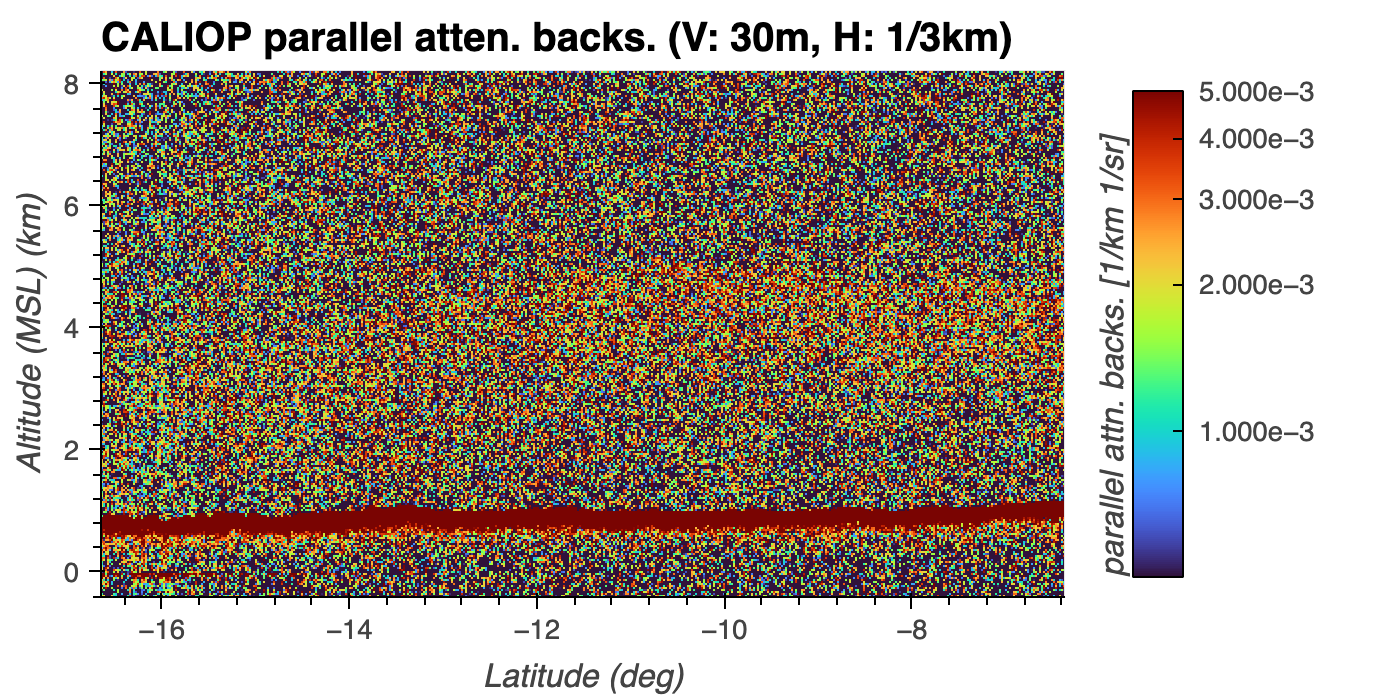 CALIOP parallel atten. backs. (V: 30m, H: 1/3km)
8
6
4
2
0
Altitude (MSL) (km)
−16
−14
−12
−10
−8
Latitude (deg)
5.000e−3
4.000e−3
3.000e−3
2.000e−3
1.000e−3
parallel attn. backs. [1/km 1/sr]